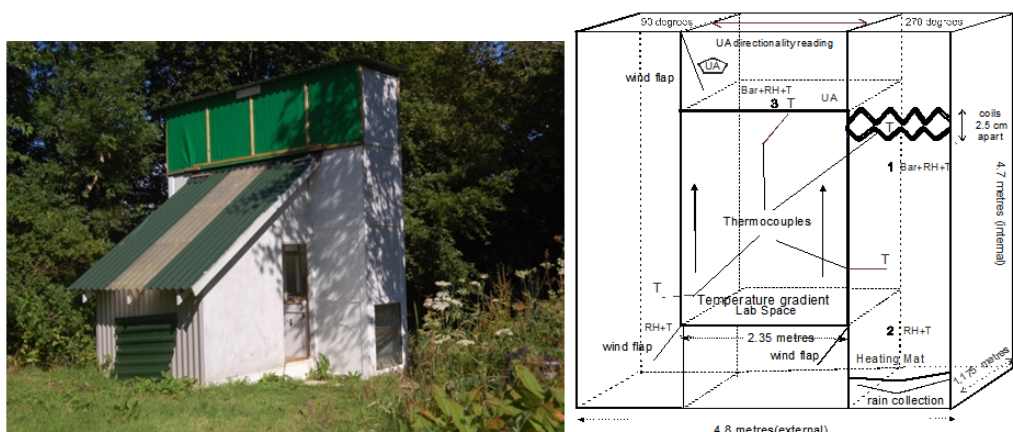 90 degrees
270 degrees
UA directionality reading
UA
wind flap
Bar+RH+T
3
T
UA
T
coils
2.5 cm
apart
1 Bar+RH+T
4.7 metres (internal)
Thermocouples
T
T
Temperature gradient
Lab Space
RH+T
2 RH+T
2.35 metres
wind flap
wind flap
Heating Mat
1.175 metres
rain collection
4.8 metres(external)